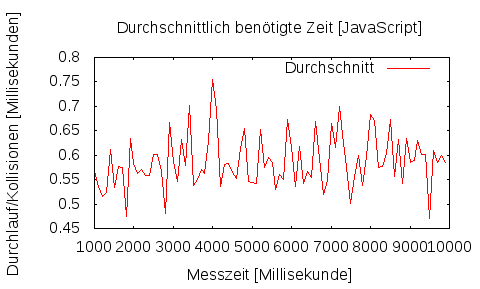 Durchschnittlich benötigte Zeit [JavaScript]
Durchlauf/Kollisionen [Millisekunden]
Durchschnitt
0.8
0.75
0.7
0.65
0.6
0.55
0.5
0.45
1000 2000 3000 4000 5000 6000 7000 8000 9000 10000
Messzeit [Millisekunde]